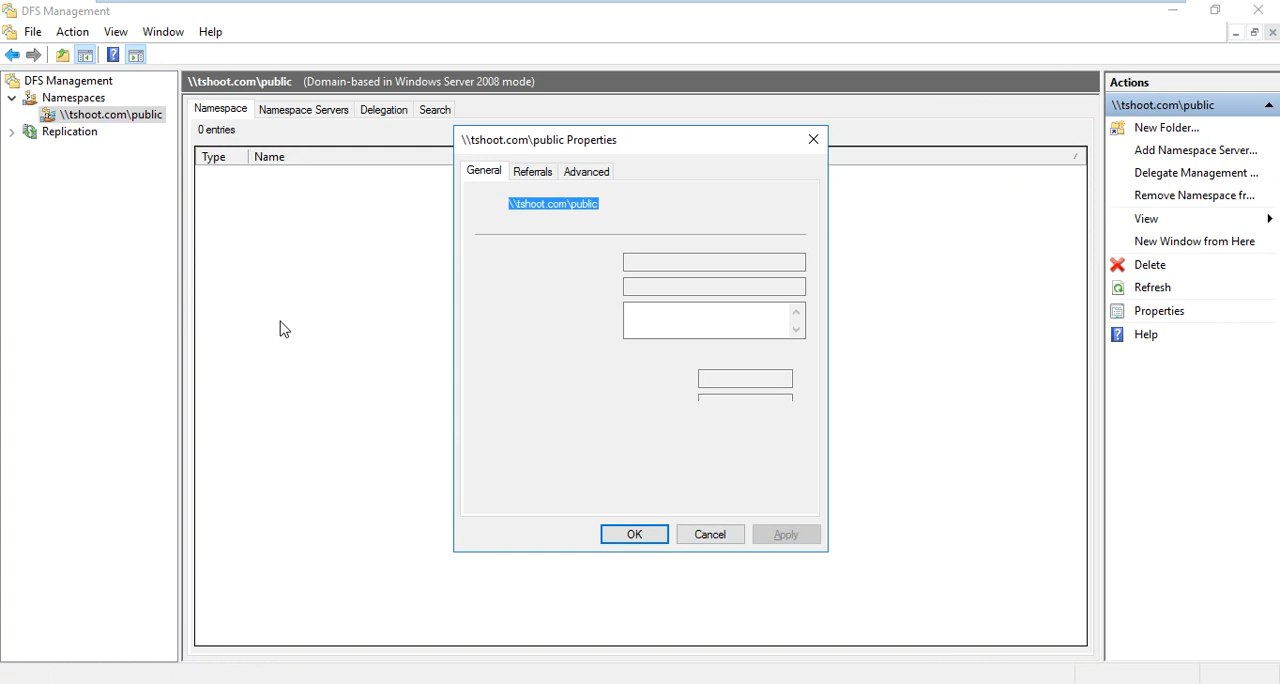 DFS Management
File Action View Window Help
DFS Management
Namespaces
\\tshoot.com\public
Replication
\\tshoot.com\public (Domain-based in Windows Server 2008 mode)
Namespace Namespace Servers Delegation Search
0 entries
Type Name
\\tshoot.com\public Properties
General Referrals Advanced
\\tshoot.com\public
OK Cancel Apply
Actions
\\tshoot.com\public
New Folder...
Add Namespace Server...
Delegate Management ...
Remove Namespace fr...
View
New Window from Here
Delete
Refresh
Properties
Help